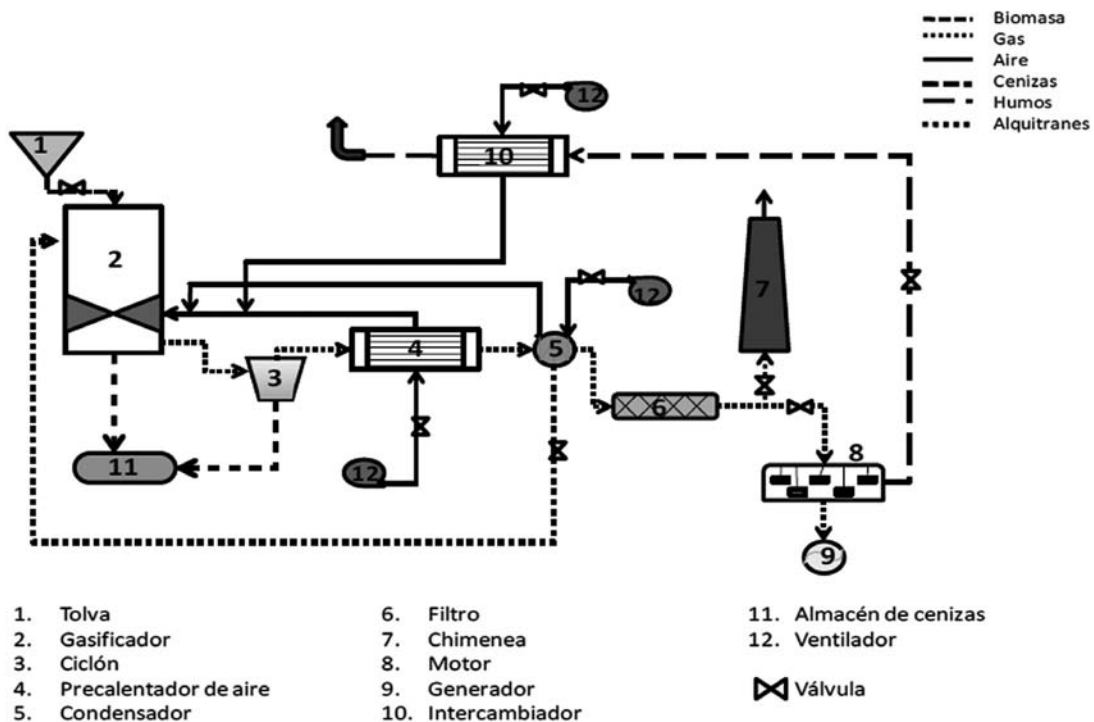 Biomasa
Gas
Aire
Cenizas
Humos
Alquitranes
12
1
10
2
12
7
4
5
3
6
11
12
8
9
1. Tolva
2. Gasificador
3. Ciclón
4. Precalentador de aire
5. Condensador
6. Filtro
7. Chimenea
8. Motor
9. Generador
10. Intercambiador
11. Almacén de cenizas
12. Ventilador
Válvula